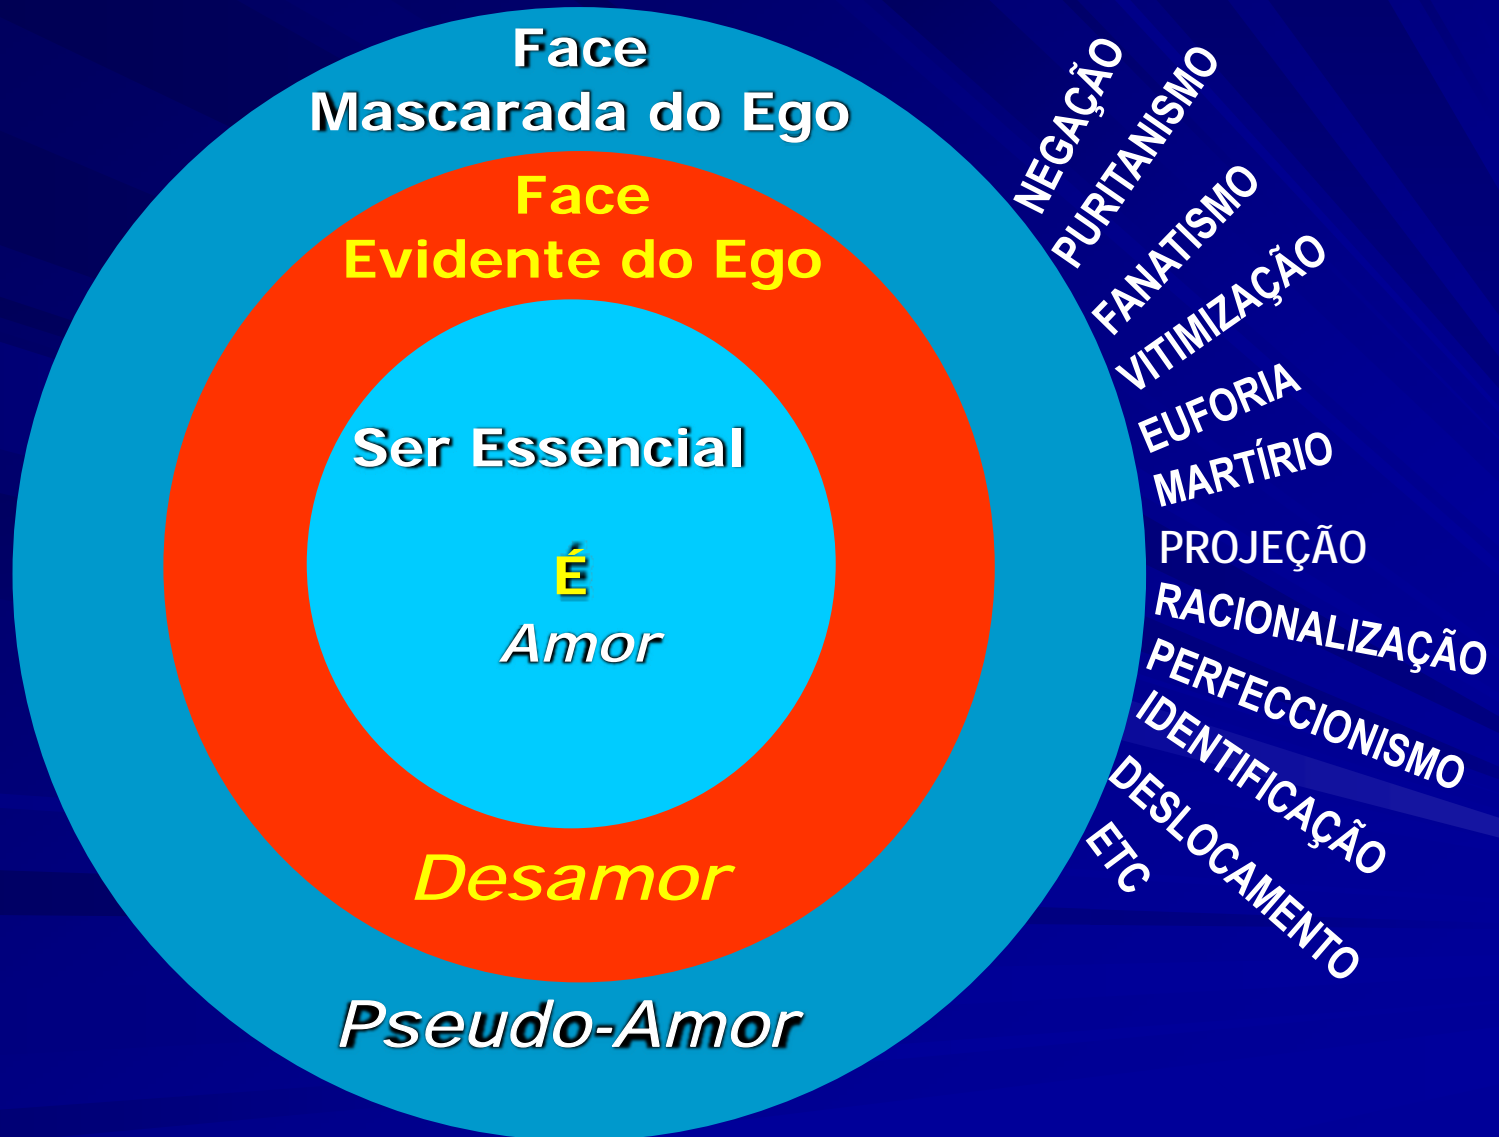 Face
Mascarada do Ego
Face
Evidente do Ego
Ser Essencial
É
Amor
Desamor
Pseudo-Amor
NEGAÇÃO
PURITANISMO
FANATISMO
VITIMIZAÇÃO
EUFORIA
MARTÍRIO
PROJEÇÃO
RACIONALIZAÇÃO
PERFECCIONISMO
IDENTIFICAÇÃO
DESLOCAMENTO
ETC